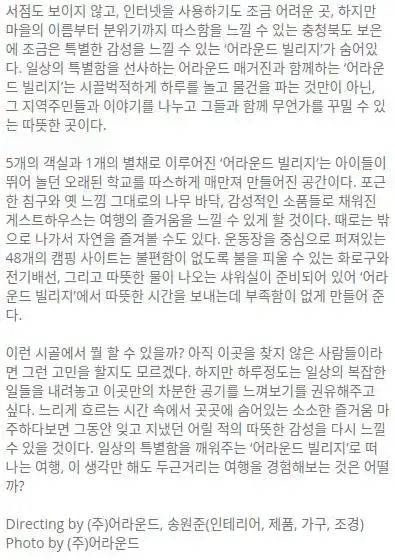 서점도 보이지 않고, 인터넷을 사용하기도 조금 어려운 곳, 하지만
마을의 이름부터 분위기까지 따스함을 느낄 수 있는 충청북도 보은
에 조금은 특별한 감성을 느낄 수 있는 ‘어라운드 빌리지’가 숨어있
다. 일상의 특별함을 선사하는 어라운드 매거진과 함께하는 ‘어라운
드 빌리지’는 시끌벅적하게 하루를 놀고 물건을 파는 것만이 아닌,
그 지역주민들과 이야기를 나누고 그들과 함께 무언가를 꾸밀 수 있
는 따뜻한 곳이다.
5개의 객실과 1개의 별채로 이루어진 ‘어라운드 빌리지’는 아이들이
뛰어 놀던 오래된 학교를 따스하게 매만져 만들어진 공간이다. 포근
한 침구와 옛 느낌 그대로의 나무 바닥, 감성적인 소품들로 채워진
게스트하우스는 여행의 즐거움을 느낄 수 있게 할 것이다. 때로는 밖
으로 나가서 자연을 즐겨볼 수도 있다. 운동장을 중심으로 퍼져있는
48개의 캠핑 사이트는 불편함이 없도록 불을 피울 수 있는 화로구와
전기배선, 그리고 따뜻한 물이 나오는 샤워실이 준비되어 있어 ‘어라
운드 빌리지’에서 따뜻한 시간을 보내는데 부족함이 없게 만들어 준
다.
이런 시골에서 뭘 할 수 있을까? 아직 이곳을 찾지 않은 사람들이라
면 그런 고민을 할지도 모르겠다. 하지만 하루정도는 일상의 복잡한
일들을 내려놓고 이곳만의 차분한 공기를 느껴보기를 권유해주고
싶다. 느리게 흐르는 시간 속에서 곳곳에 숨어있는 소소한 즐거움 마
주하다보면 그동안 잊고 지냈던 어릴 적의 따뜻한 감성을 다시 느낄
수 있을 것이다. 일상의 특별함을 깨워주는 ‘어라운드 빌리지’로 떠
나는 여행, 이 생각만 해도 두근거리는 여행을 경험해보는 것은 어떨
까?
Directing by (주)어라운드, 송원준(인테리어, 제품, 가구, 조경)
Photo by (주)어라운드